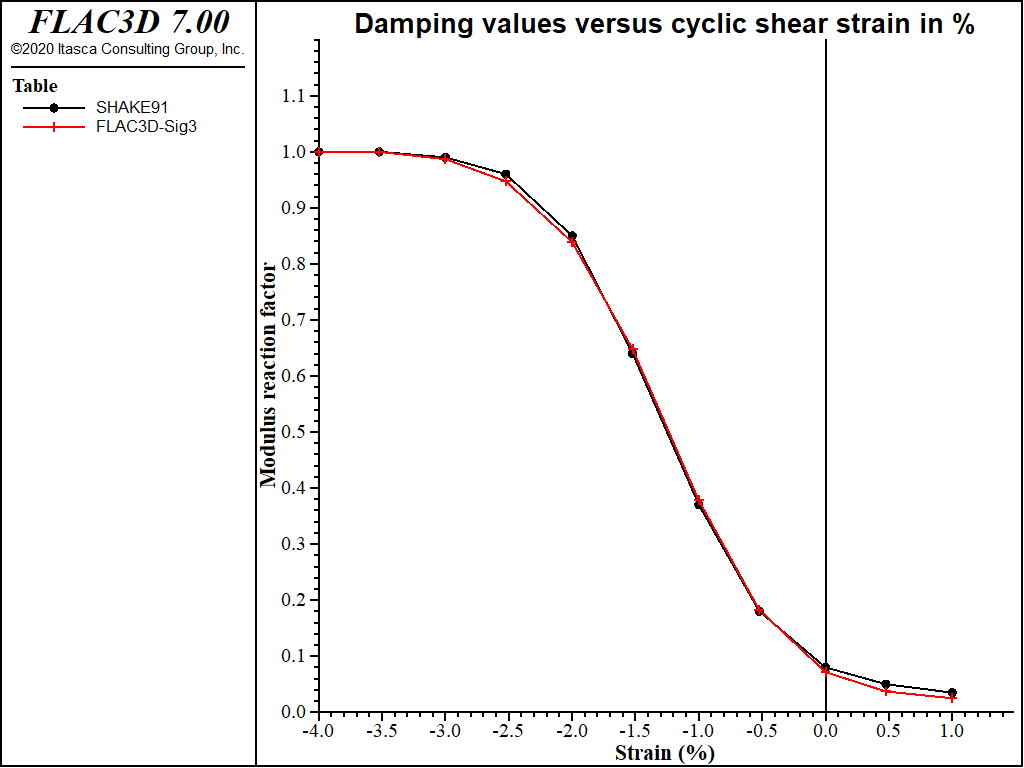 FLAC3D 7.00
©2020 Itasca Consulting Group, Inc.
Table
SHAKE91
FLAC3D-Sig3
Damping values versus cyclic shear strain in %
Modulus reaction factor
1.1
1.0
0.9
0.8
0.7
0.6
0.5
0.4
0.3
0.2
0.1
0.0
-4.0 -3.5 -3.0 -2.5 -2.0 -1.5 -1.0 -0.5 0.0 0.5 1.0
Strain (%)